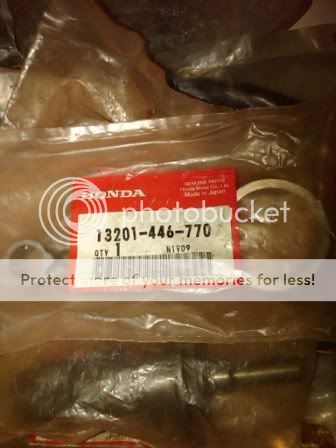 GENUINE PARTS
Honda Motor Co., Ltd.
Made in Japan
HONDA
photobucket
13201-446-770
QTY 1 N1V09
Protect more of your memories for less!